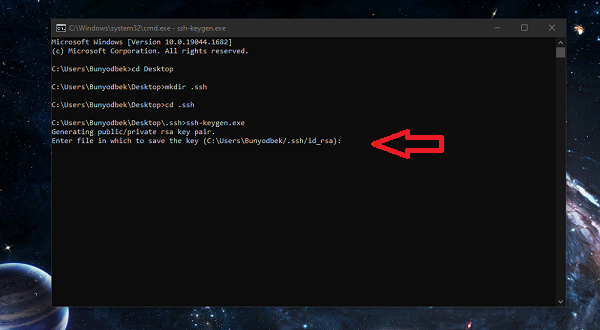 C:\Windows\system32\cmd.exe - ssh-keygen.exe
Microsoft Windows [Version 10.0.19044.1682]
(c) Microsoft Corporation. All rights reserved.
C:\Users\Bunyodbek>cd Desktop
C:\Users\Bunyodbek\Desktop>mkdir .ssh
C:\Users\Bunyodbek\Desktop>cd .ssh
C:\Users\Bunyodbek\Desktop\.ssh>ssh-keygen.exe
Generating public/private rsa key pair.
Enter file in which to save the key (C:\Users\Bunyodbek/.ssh/id_rsa):